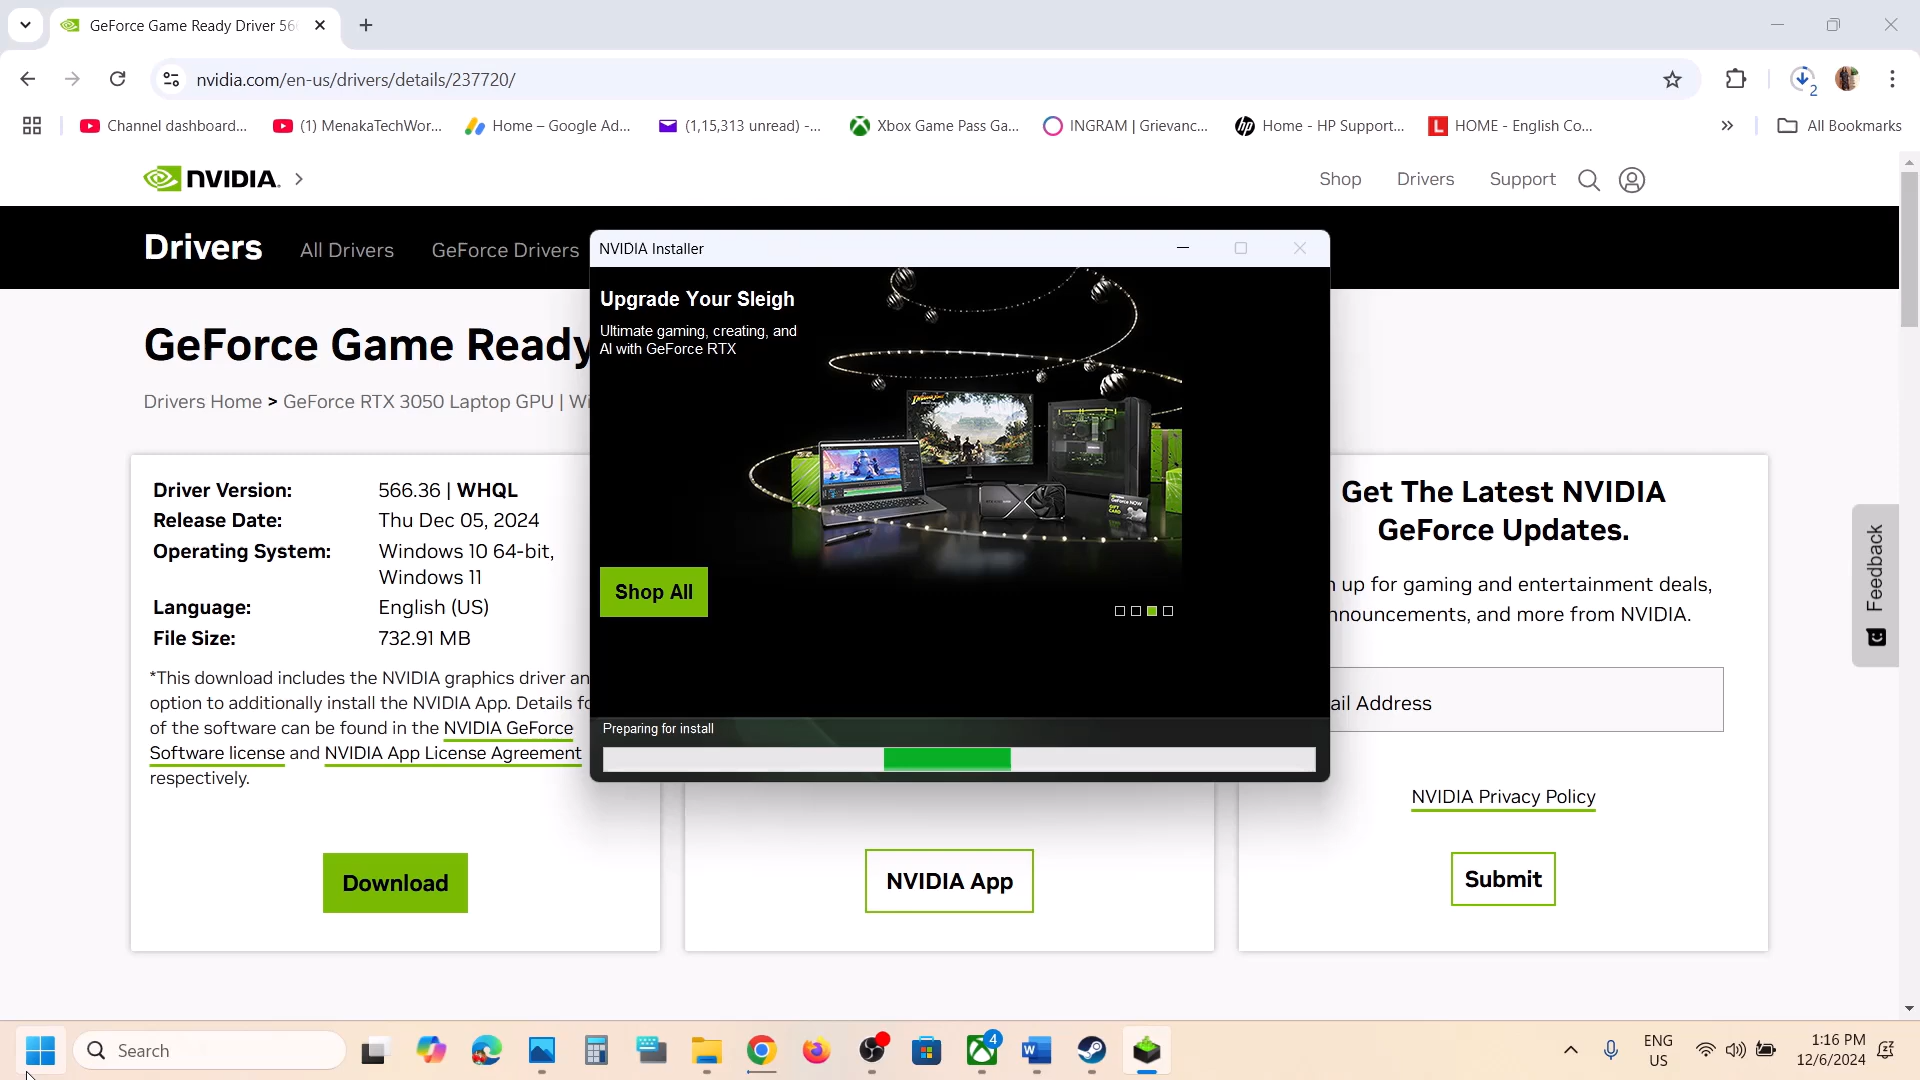 GeForce Game Ready Driver 56
nvidia.com/en-us/drivers/details/237720/
2
Channel dashboard...
(1) MenakaTechWor...
Home – Google Ad...
(1,15,313 unread) -...
Xbox Game Pass Ga...
INGRAM | Grievanc...
Home - HP Support...
HOME - English Co...
All Bookmarks
NVIDIA.
Shop
Drivers
Support
Drivers
All Drivers
GeForce Drivers
NVIDIA Installer
Upgrade Your Sleigh
Ultimate gaming, creating, and
AI with GeForce RTX
Shop All
Preparing for install
GeForce Game Ready
Drivers Home > GeForce RTX 3050 Laptop GPU | Wi
Driver Version: 566.36 | WHQL
Release Date: Thu Dec 05, 2024
Operating System: Windows 10 64-bit,
Windows 11
Language: English (US)
File Size: 732.91 MB
*This download includes the NVIDIA graphics driver an
option to additionally install the NVIDIA App. Details fo
of the software can be found in the NVIDIA GeForce
Software license and NVIDIA App License Agreement
respectively.
Download
NVIDIA App
Get The Latest NVIDIA
GeForce Updates.
n up for gaming and entertainment deals,
nnouncements, and more from NVIDIA.
ail Address
NVIDIA Privacy Policy
Submit
Feedback
Search
4
ENG
US
1:16 PM
12/6/2024